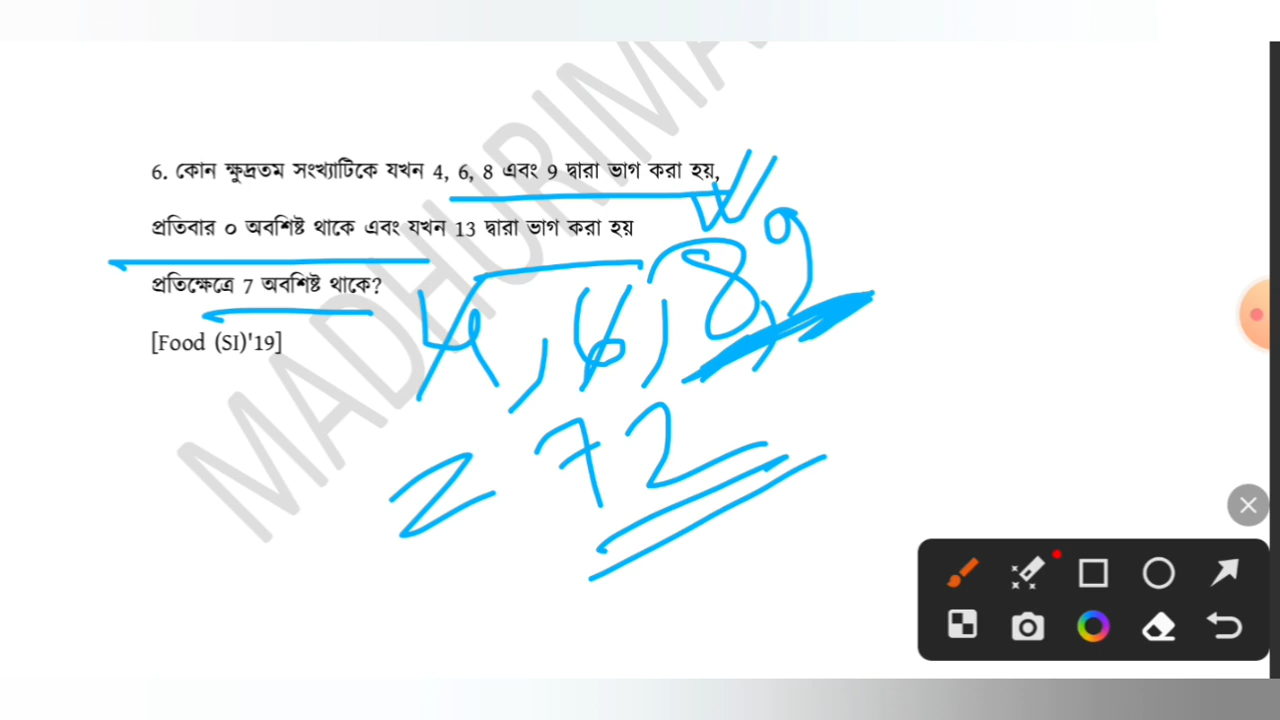 6. কোন ক্ষুদ্রতম সংখ্যাটিকে যখন 4, 6, 8 এবং 9 দ্বারা ভাগ করা হয়,
প্রতিবার ০ অবশিষ্ট থাকে এবং যখন 13 দ্বারা ভাগ করা হয়
প্রতিক্ষেত্রে 7 অবশিষ্ট থাকে?
[Food (SI)'19]
4, 6, 8, 9
= 72
MADHURIMA